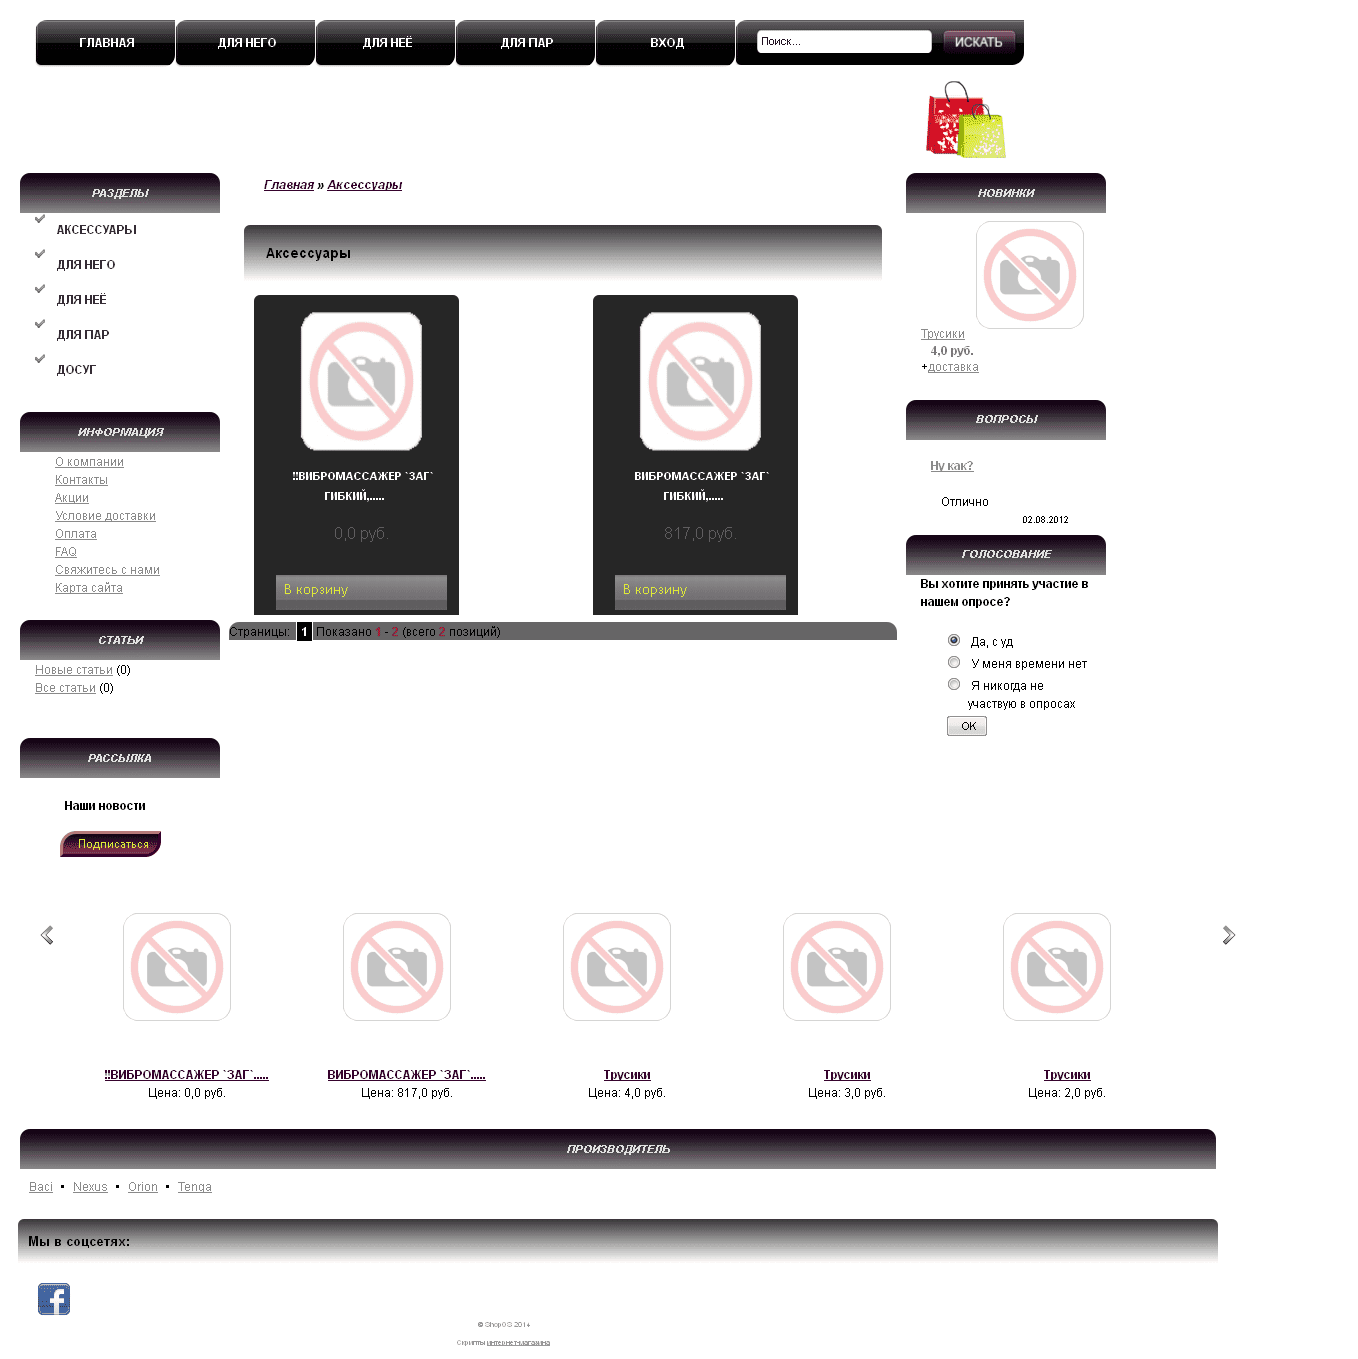 ГЛАВНАЯ
ДЛЯ НЕГО
ДЛЯ НЕЁ
ДЛЯ ПАР
ВХОД
Поиск...
ИСКАТЬ
РАЗДЕЛЫ
АКСЕССУАРЫ
ДЛЯ НЕГО
ДЛЯ НЕЁ
ДЛЯ ПАР
ДОСУГ
ИНФОРМАЦИЯ
О компании
Контакты
Акции
Условие доставки
Оплата
FAQ
Свяжитесь с нами
Карта сайта
СТАТЬИ
Новые статьи (0)
Все статьи (0)
РАССЫЛКА
Наши новости
Подписаться
Главная » Аксессуары
Аксессуары
!!ВИБРОМАССАЖЕР `ЗАГ`
ГИБКИЙ,.....
0,0 руб.
В корзину
ВИБРОМАССАЖЕР `ЗАГ`
ГИБКИЙ,.....
817,0 руб.
В корзину
Страницы: 1 Показано 1 - 2 (всего 2 позиций)
НОВИНКИ
Трусики
4,0 руб.
+доставка
ВОПРОСЫ
Ну как?
Отлично
02.08.2012
ГОЛОСОВАНИЕ
Вы хотите принять участие в
нашем опросе?
Да, с уд
У меня времени нет
Я никогда не
участвую в опросах
OK
!!ВИБРОМАССАЖЕР `ЗАГ`.....
Цена: 0,0 руб.
ВИБРОМАССАЖЕР `ЗАГ`.....
Цена: 817,0 руб.
Трусики
Цена: 4,0 руб.
Трусики
Цена: 3,0 руб.
Трусики
Цена: 2,0 руб.
ПРОИЗВОДИТЕЛЬ
Baci • Nexus • Orion • Tenga
Мы в соцсетях:
© ShopOS 2014
Скрипты интернет-магазина